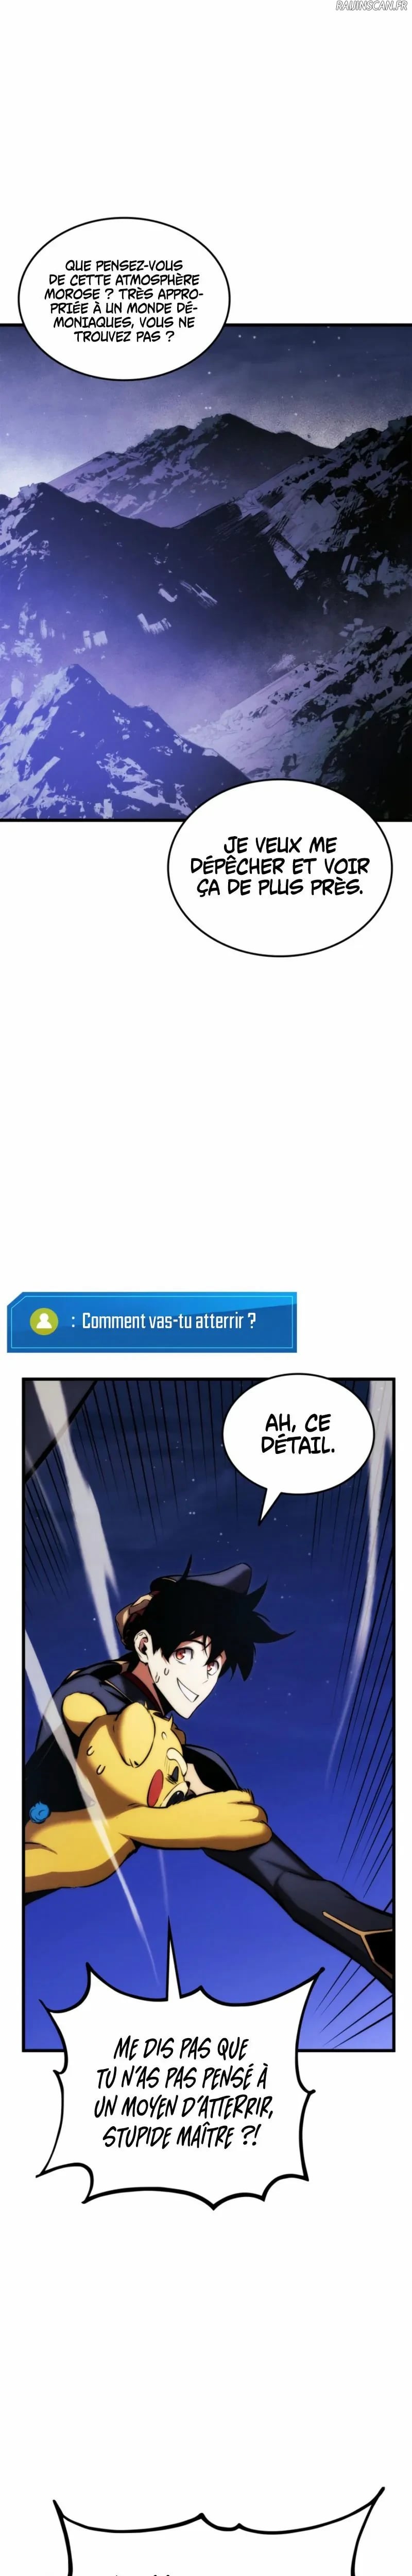 RAIJINSCAN.FR
QUE PENSEZ-VOUS
DE CETTE ATMOSPHÈRE
MOROSE ? TRÈS APPRO-
PRIÉE À UN MONDE DÉ-
MONIAQUES, VOUS NE
TROUVEZ PAS ?
JE VEUX ME
DÉPÊCHER ET VOIR
ÇA DE PLUS PRÈS.
: Comment vas-tu atterrir ?
AH, CE
DÉTAIL.
ME DIS PAS QUE
TU N'AS PAS PENSÉ À
UN MOYEN D'ATTERRIR,
STUPIDE MAÎTRE ?!